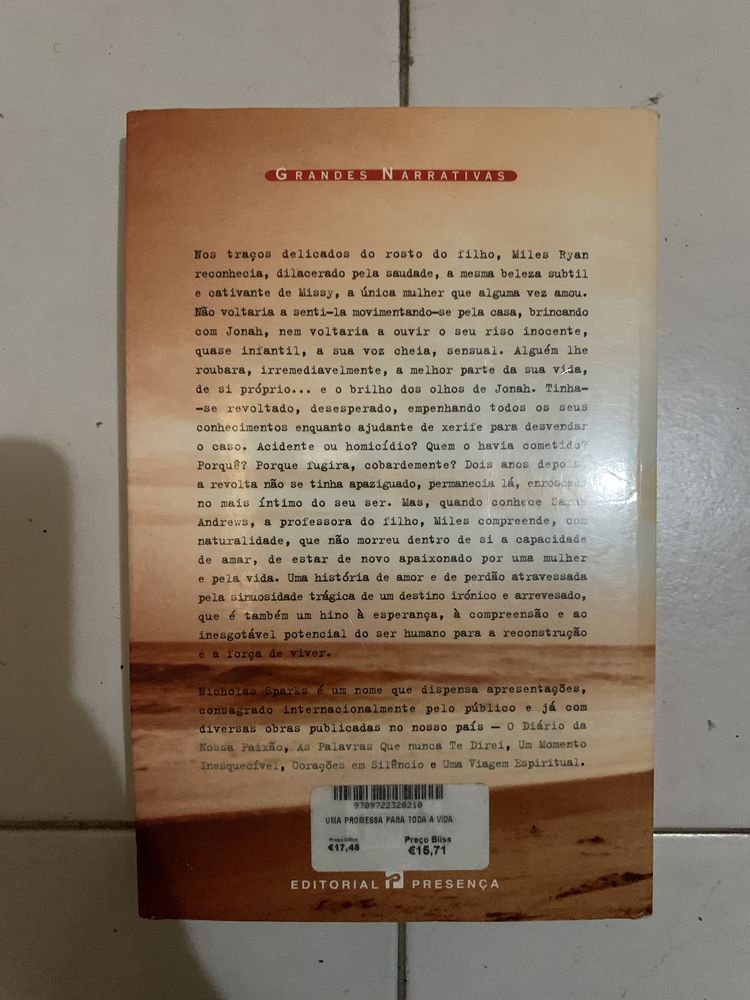 GRANDES NARRATIVAS
Nos traços delicados do rosto do filho, Miles Ryan
reconhecia, dilacerado pela saudade, a mesma beleza subtil
e cativante de Missy, a única mulher que alguma vez amou.
Não voltaria a senti-la movimentando-se pela casa, brincando
com Jonah, nem voltaria a ouvir o seu riso inocente,
quase infantil, a sua voz cheia, sensual. Alguém lhe
roubara, irremediavelmente, a melhor parte da sua vida,
de si próprio... e o brilho dos olhos de Jonah. Tinha-
-se revoltado, desesperado, empenhando todos os seus
conhecimentos enquanto ajudante de xerife para desvendar
o caso. Acidente ou homicídio? Quem o havia cometido?
Porquê? Porque fugira, cobardemente? Dois anos depois,
a revolta não se tinha apaziguado, permanecia lá, enroscada
no mais íntimo do seu ser. Mas, quando conhece Sarah
Andrews, a professora do filho, Miles compreende, com
naturalidade, que não morreu dentro de si a capacidade
de amar, de estar de novo apaixonado por uma mulher
e pela vida. Uma história de amor e de perdão atravessada
pela sinuosidade trágica de um destino irónico e arrevesado,
que é também um hino à esperança, à compreensão e ao
inesgotável potencial do ser humano para a reconstrução
e a força de viver.
Nicholas Sparks é um nome que dispensa apresentações,
consagrado internacionalmente pelo público e já com
diversas obras publicadas no nosso país — O Diário da
Nossa Paixão, As Palavras Que nunca Te Direi, Um Momento
Inesquecível, Corações em Silêncio e Uma Viagem Espiritual.
9789722328210
UMA PROMESSA PARA TODA A VIDA
Preço Editor Preço Bliss
€17,45 €15,71
EDITORIAL PRESENÇA